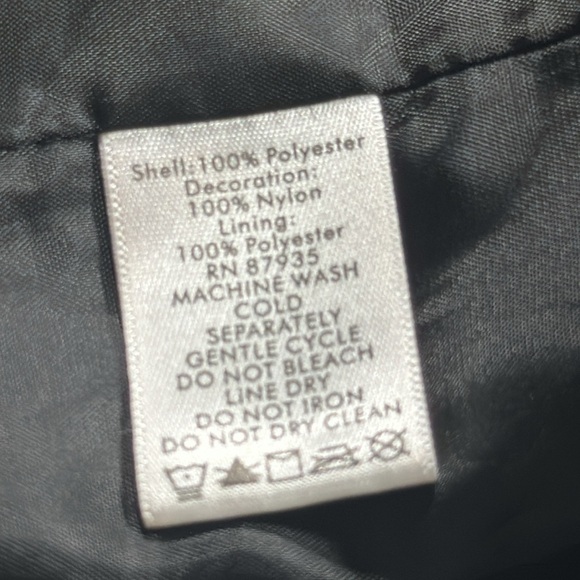 Shell:100% Polyester
Decoration:
100% Nylon
Lining:
100% Polyester
RN 87935
MACHINE WASH
COLD
SEPARATELY
GENTLE CYCLE
DO NOT BLEACH
LINE DRY
DO NOT IRON
DO NOT DRY CLEAN